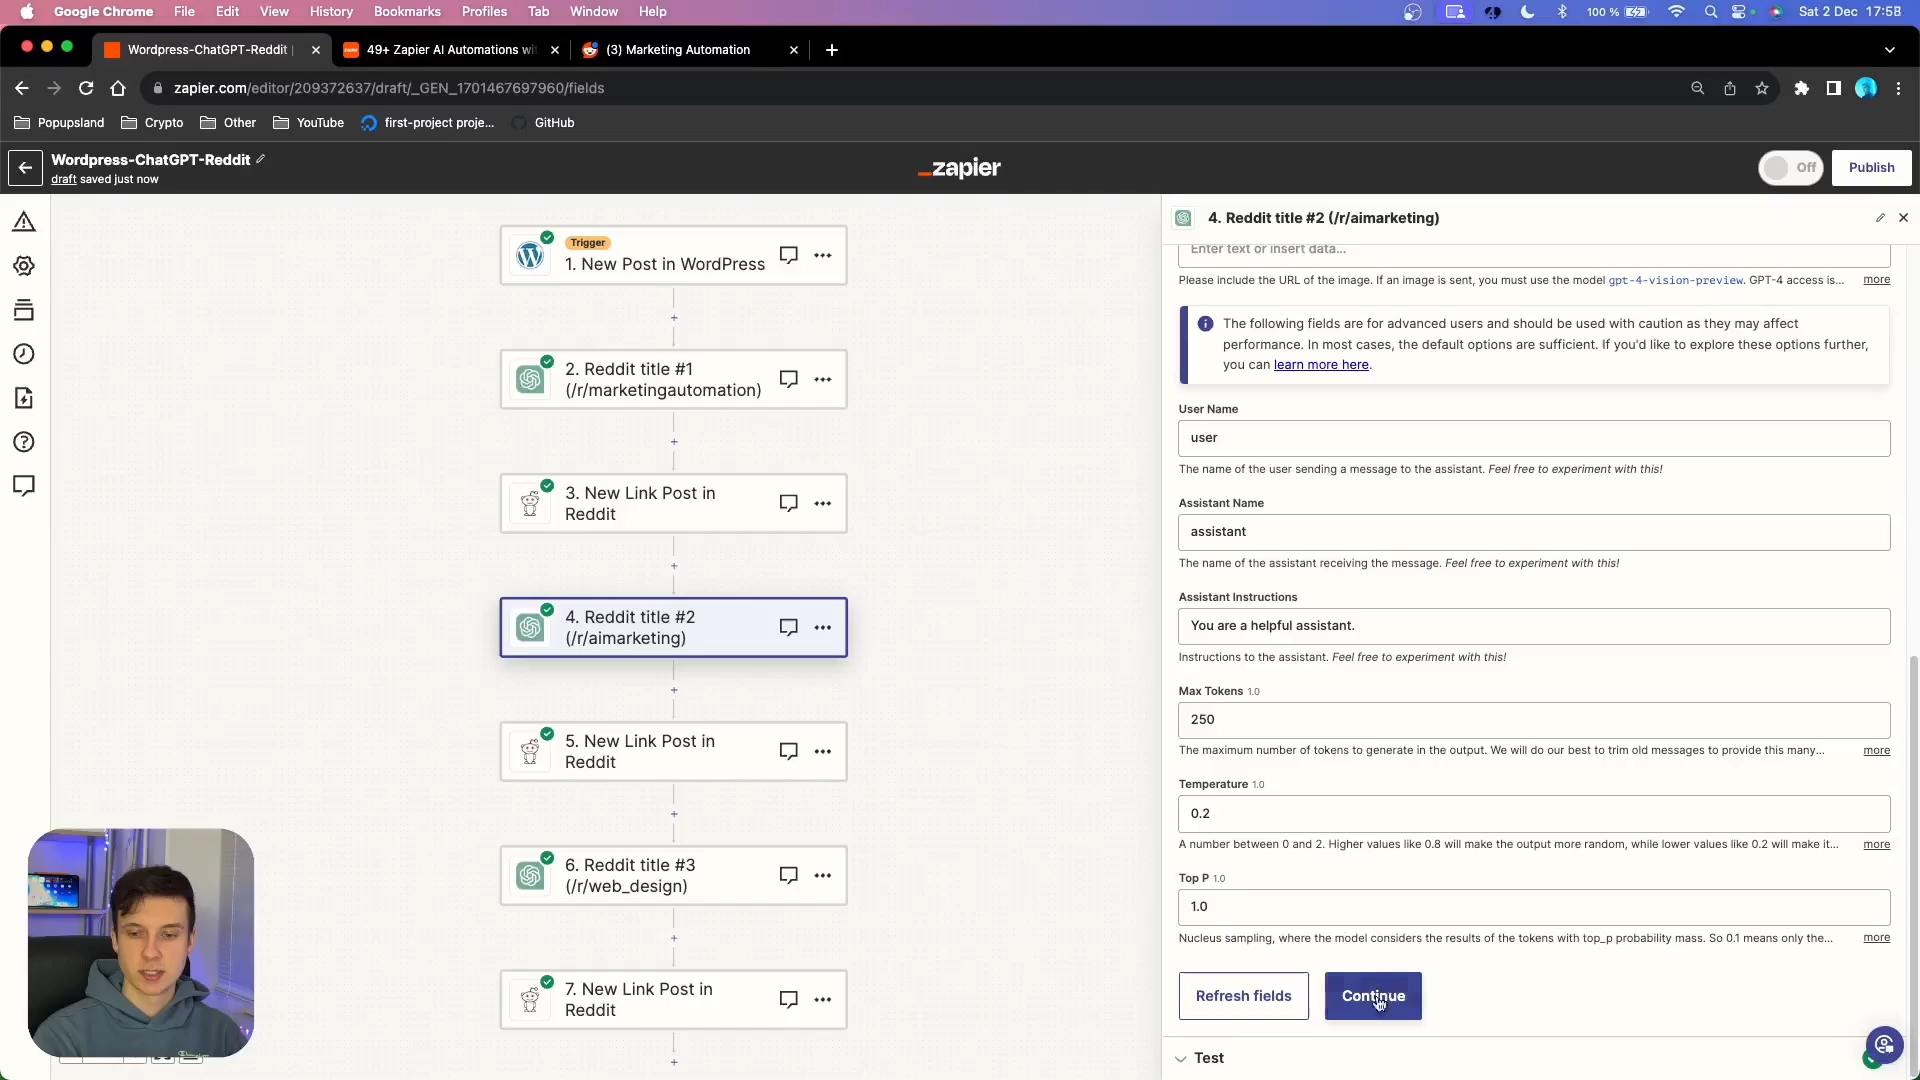 Google Chrome File Edit View History Bookmarks Profiles Tab Window Help 100 % Sat 2 Dec 17:58
Wordpress-ChatGPT-Reddit | 49+ Zapier AI Automations wi (3) Marketing Automation
zapier.com/editor/209372637/draft/_GEN_1701467697960/fields
Popupsland Crypto Other YouTube first-project proje... GitHub
Wordpress-ChatGPT-Reddit
draft saved just now
_zapier
Off
Publish
Trigger
1. New Post in WordPress
2. Reddit title #1
(/r/marketingautomation)
3. New Link Post in
Reddit
4. Reddit title #2
(/r/aimarketing)
5. New Link Post in
Reddit
6. Reddit title #3
(/r/web_design)
7. New Link Post in
Reddit
4. Reddit title #2 (/r/aimarketing)
Enter text or insert data...
Please include the URL of the image. If an image is sent, you must use the model gpt-4-vision-preview. GPT-4 access is... more
The following fields are for advanced users and should be used with caution as they may affect
performance. In most cases, the default options are sufficient. If you'd like to explore these options further,
you can learn more here.
User Name
user
The name of the user sending a message to the assistant. Feel free to experiment with this!
Assistant Name
assistant
The name of the assistant receiving the message. Feel free to experiment with this!
Assistant Instructions
You are a helpful assistant.
Instructions to the assistant. Feel free to experiment with this!
Max Tokens 1.0
250
The maximum number of tokens to generate in the output. We will do our best to trim old messages to provide this many... more
Temperature 1.0
0.2
A number between 0 and 2. Higher values like 0.8 will make the output more random, while lower values like 0.2 will make it... more
Top P 1.0
1.0
Nucleus sampling, where the model considers the results of the tokens with top_p probability mass. So 0.1 means only the... more
Refresh fields
Continue
Test